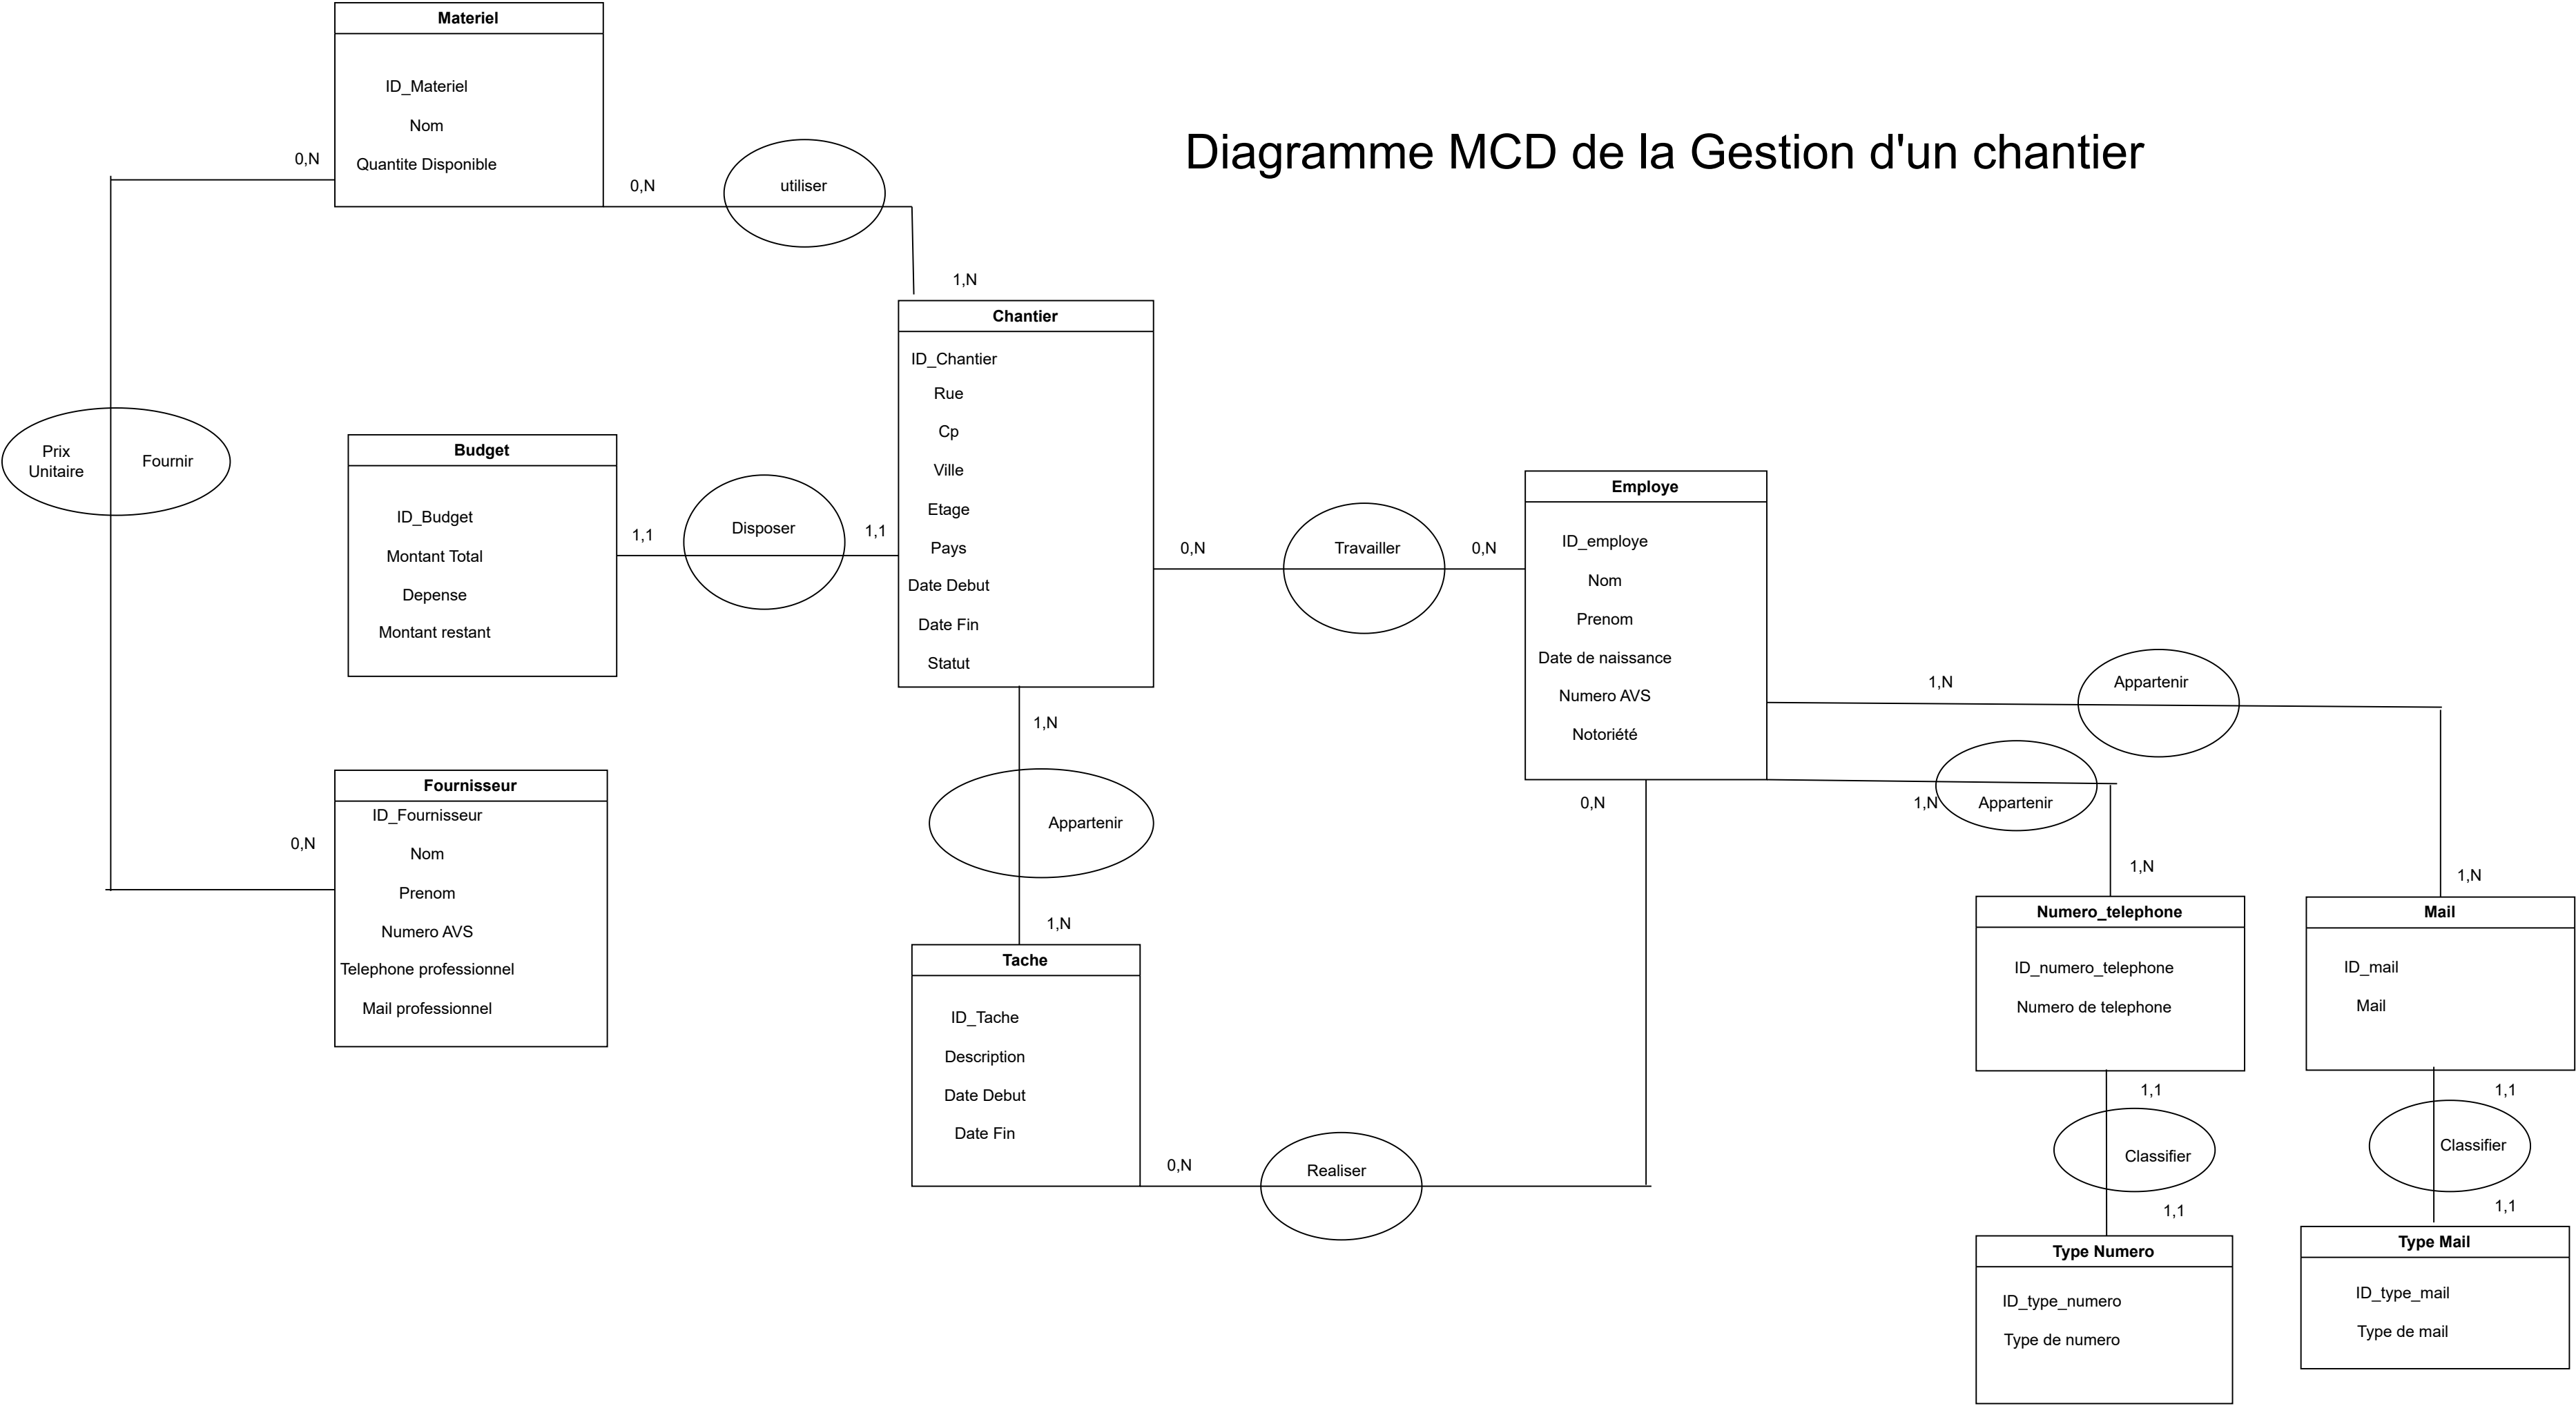 Materiel
ID_Materiel
Nom
Quantite Disponible
0,N
0,N
utiliser
Diagramme MCD de la Gestion d'un chantier
1,N
Chantier
ID_Chantier
Rue
Cp
Ville
Etage
Pays
Date Debut
Date Fin
Statut
Prix
Unitaire
Fournir
Budget
ID_Budget
Montant Total
Depense
Montant restant
1,1
Disposer
1,1
0,N
Travailler
0,N
Employe
ID_employe
Nom
Prenom
Date de naissance
Numero AVS
Notoriété
1,N
Appartenir
1,N
Appartenir
0,N
1,N
1,N
1,N
Appartenir
1,N
Fournisseur
ID_Fournisseur
Nom
Prenom
Numero AVS
Telephone professionnel
Mail professionnel
0,N
Tache
ID_Tache
Description
Date Debut
Date Fin
0,N
Realiser
Numero_telephone
ID_numero_telephone
Numero de telephone
Mail
ID_mail
Mail
1,1
Classifier
1,1
1,1
Classifier
1,1
Type Numero
ID_type_numero
Type de numero
Type Mail
ID_type_mail
Type de mail